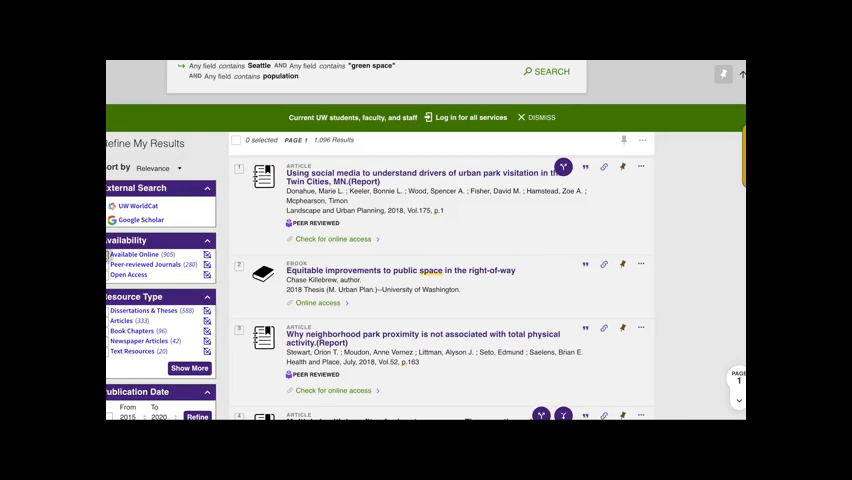 Any field contains Seattle AND Any field contains "green space"
AND Any field contains population
SEARCH
Current UW students, faculty, and staff Log in for all services DISMISS
Refine My Results
Sort by Relevance
External Search
UW WorldCat
Google Scholar
Availability
Available Online (905)
Peer-reviewed Journals (280)
Open Access
Resource Type
Dissertations & Theses (588)
Articles (333)
Book Chapters (96)
Newspaper Articles (42)
Text Resources (20)
Show More
Publication Date
From To
2015 2020 Refine
0 selected PAGE 1 1,096 Results
1
ARTICLE
Using social media to understand drivers of urban park visitation in
Twin Cities, MN.(Report)
Donahue, Marie L. ; Keeler, Bonnie L. ; Wood, Spencer A. ; Fisher, David M. ; Hamstead, Zoe A. ;
Mcphearson, Timon
Landscape and Urban Planning, 2018, Vol.175, p.1
PEER REVIEWED
Check for online access
2
EBOOK
Equitable improvements to public space in the right-of-way
Chase Killebrew, author.
2018 Thesis (M. Urban Plan.)--University of Washington.
Online access
3
ARTICLE
Why neighborhood park proximity is not associated with total physical
activity.(Report)
Stewart, Orion T. ; Moudon, Anne Vernez ; Littman, Alyson J. ; Seto, Edmund ; Saelens, Brian E.
Health and Place, July, 2018, Vol.52, p.163
PEER REVIEWED
Check for online access
4
ARTICLE
PAGE
1